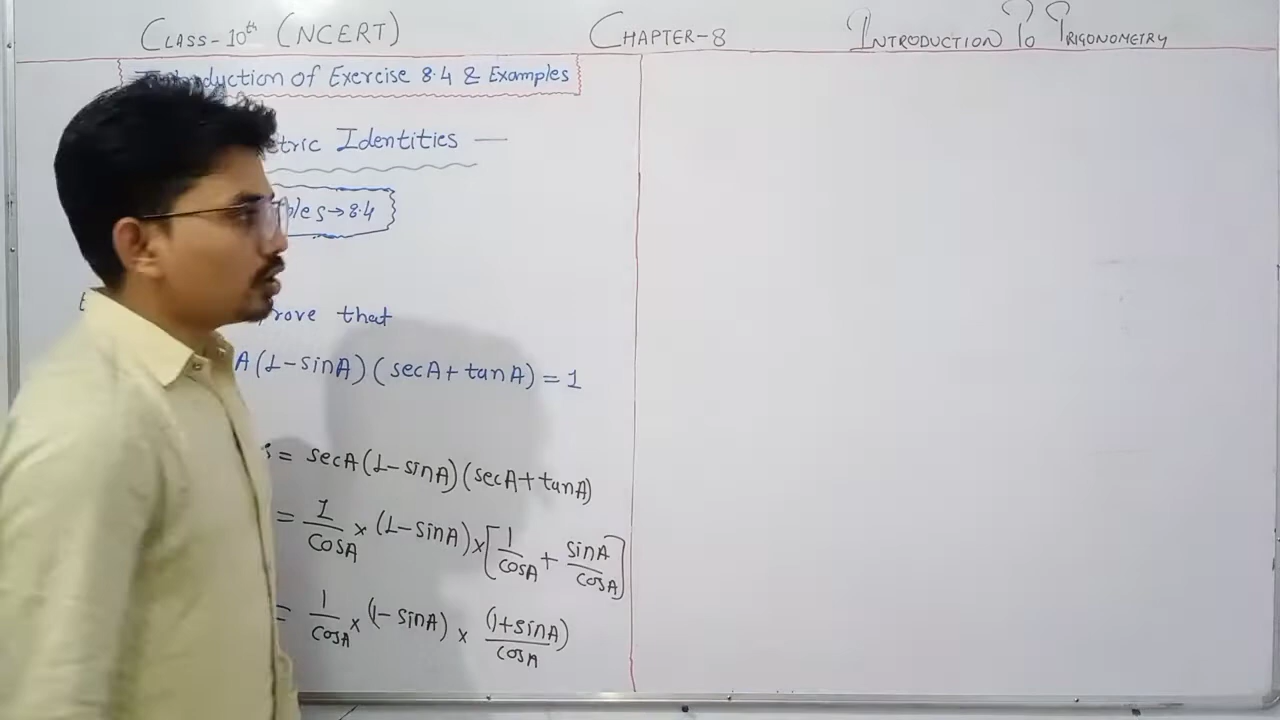 CLASS-10th (NCERT) CHAPTER-8 INTRODUCTION TO TRIGONOMETRY
Introduction of Exercise 8.4 & Examples
etric Identities —
ples→8.4
rove that
A(1-sinA)(secA+tanA)=1
s = secA(1-sinA)(secA+tanA)
= 1/cosA × (1-sinA) × [1/cosA + sinA/cosA]
= 1/cosA × (1-sinA) × (1+sinA)/cosA